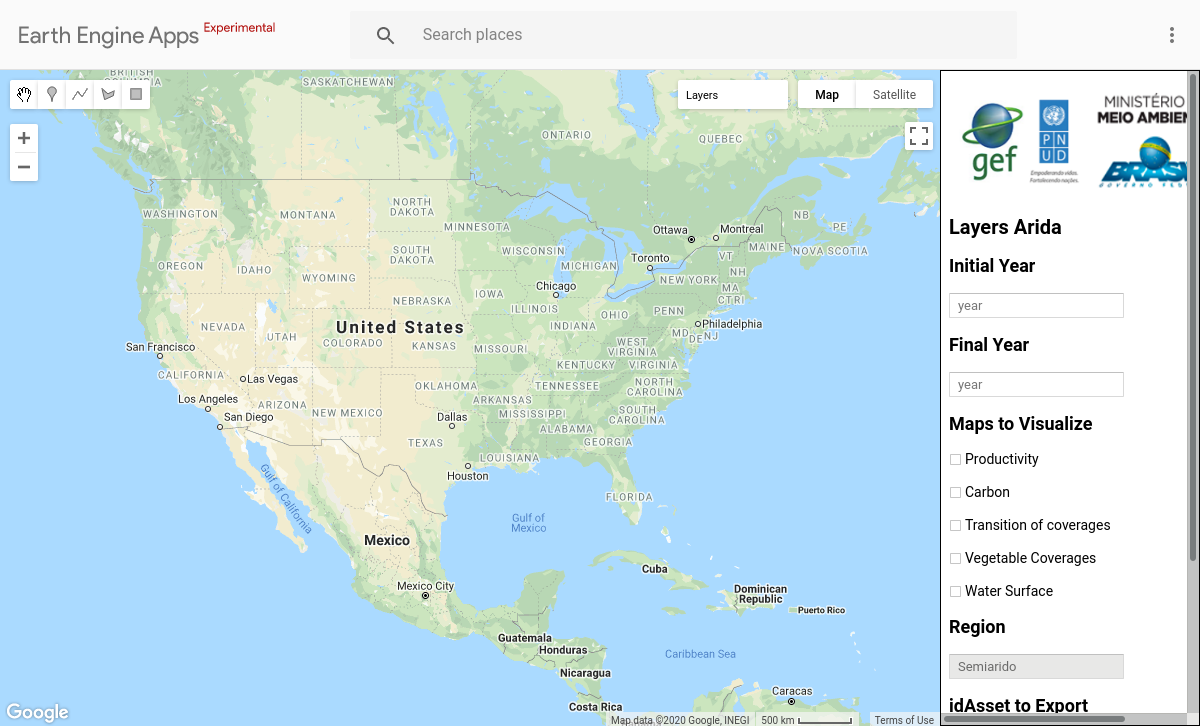 Earth Engine Apps Experimental
Search places
Layers
Map
Satellite
BRITISH
SASKATCHEWAN
ONTARIO
QUEBEC
WASHINGTON
MONTANA
NORTH
DAKOTA
MINNESOTA
Ottawa
Montreal
NB
PE
NOVA SCOTIA
MAINE
OREGON
IDAHO
SOUTH
DAKOTA
WISCONSIN
MICHIGAN
Toronto
VT
NH
WYOMING
NEW YORK
MA
CT RI
Chicago
IOWA
NEBRASKA
ILLINOIS
INDIANA
OHIO
PENN
Philadelphia
MD
DE
NJ
NEVADA
UTAH
United States
COLORADO
KANSAS
MISSOURI
WEST
VIRGINIA
KENTUCKY
VIRGINIA
San Francisco
CALIFORNIA
Las Vegas
Los Angeles
San Diego
ARIZONA
NEW MEXICO
OKLAHOMA
ARKANSAS
TENNESSEE
NORTH
CAROLINA
SOUTH
CAROLINA
Dallas
MISSISSIPPI
ALABAMA
GEORGIA
TEXAS
LOUISIANA
Houston
FLORIDA
Gulf of California
Gulf of
Mexico
Mexico
Mexico City
Cuba
Dominican
Republic
Puerto Rico
Guatemala
Honduras
Nicaragua
Caribbean Sea
Costa Rica
Caracas
Google
Map data ©2020 Google, INEGI
500 km
Terms of Use
gef
P N
U D
Empoderando vidas.
Fortalecendo nações.
MINISTÉRIO
MEIO AMBIEN
BRASI
GOVERNO FEDE
Layers Arida
Initial Year
year
Final Year
year
Maps to Visualize
Productivity
Carbon
Transition of coverages
Vegetable Coverages
Water Surface
Region
Semiarido
idAsset to Export